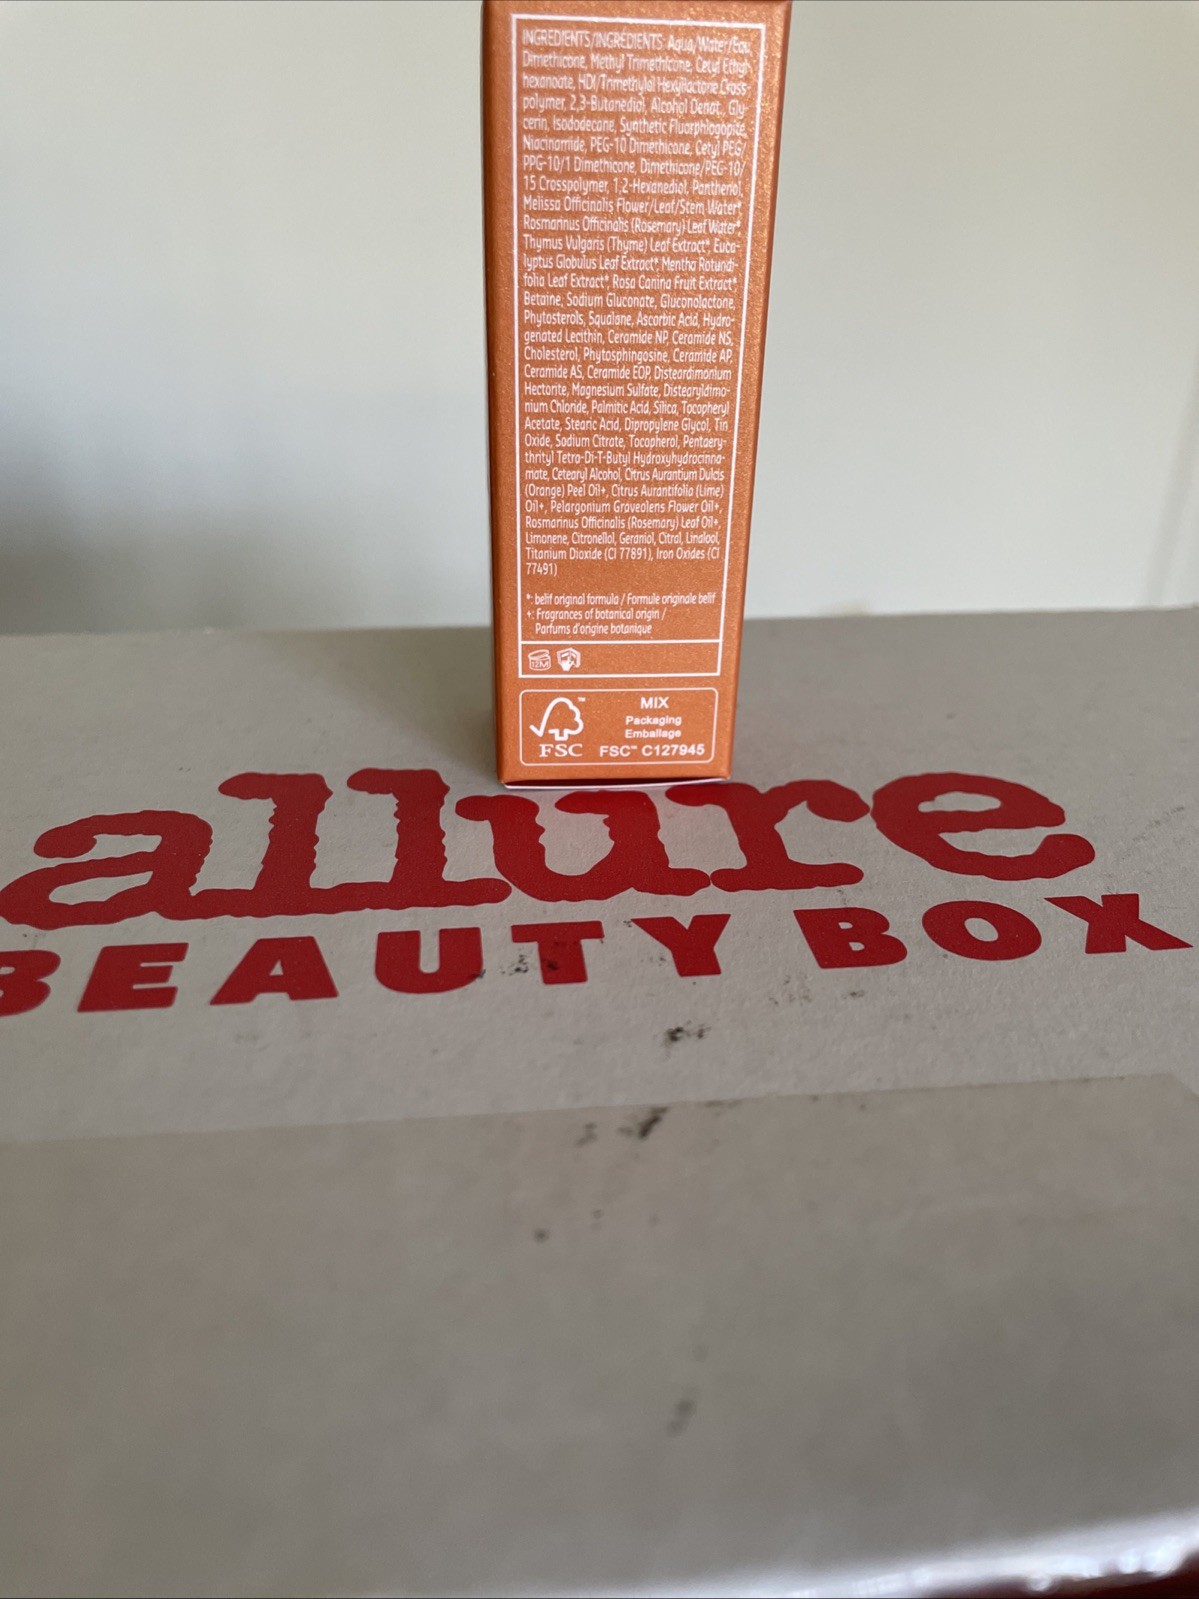 INGREDIENTS/INGRÉDIENTS: Aqua/Water/Eau,
Dimethicone, Methyl Trimethicone, Cetyl Ethyl-
hexanoate, HDI/Trimethylol Hexyllactone Cross-
polymer, 2,3-Butanediol, Alcohol Denat., Gly-
cerin, Isododecane, Synthetic Fluorphlogopite,
Niacinamide, PEG-10 Dimethicone, Cetyl PEG/
PPG-10/1 Dimethicone, Dimethicone/PEG-10/
15 Crosspolymer, 1,2-Hexanediol, Panthenol,
Melissa Officinalis Flower/Leaf/Stem Water*,
Rosmarinus Officinalis (Rosemary) Leaf Water*,
Thymus Vulgaris (Thyme) Leaf Extract*, Euca-
lyptus Globulus Leaf Extract*, Mentha Rotundi-
folia Leaf Extract*, Rosa Canina Fruit Extract*,
Betaine, Sodium Gluconate, Gluconolactone,
Phytosterols, Squalane, Ascorbic Acid, Hydro-
genated Lecithin, Ceramide NP, Ceramide NS,
Cholesterol, Phytosphingosine, Ceramide AP,
Ceramide AS, Ceramide EOP, Disteardimonium
Hectorite, Magnesium Sulfate, Distearyldimo-
nium Chloride, Palmitic Acid, Silica, Tocopheryl
Acetate, Stearic Acid, Dipropylene Glycol, Tin
Oxide, Sodium Citrate, Tocopherol, Pentaery-
thrityl Tetra-Di-T-Butyl Hydroxyhydrocinna-
mate, Cetearyl Alcohol, Citrus Aurantium Dulcis
(Orange) Peel Oil+, Citrus Aurantifolia (Lime)
Oil+, Pelargonium Graveolens Flower Oil+,
Rosmarinus Officinalis (Rosemary) Leaf Oil+,
Limonene, Citronellol, Geraniol, Citral, Linalool,
Titanium Dioxide (CI 77891), Iron Oxides (CI
77491)
*: belif original formula / Formule originale belif
+: Fragrances of botanical origin /
Parfums d'origine botanique
12M
MIX
Packaging
Emballage
FSC™ C127945
FSC
™
allure
BEAUTY BOX